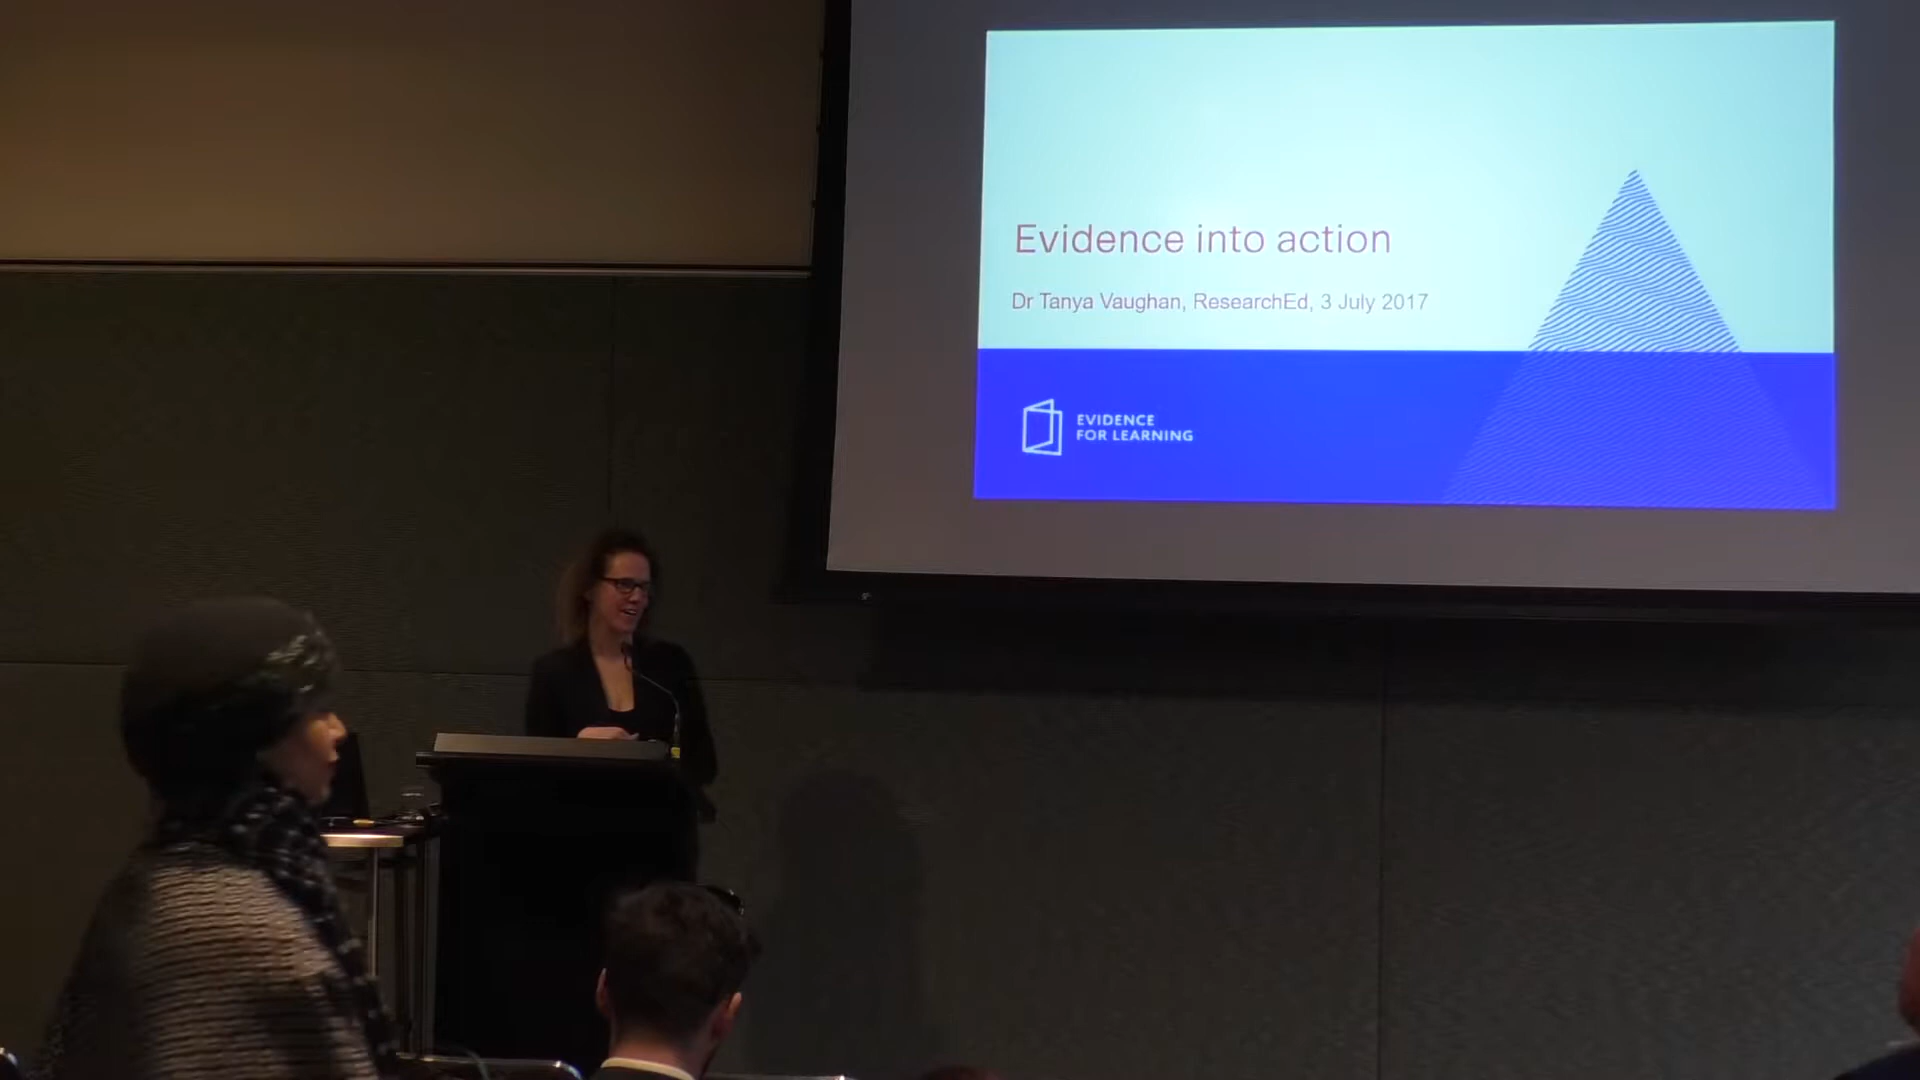 Evidence into action
Dr Tanya Vaughan, ResearchEd, 3 July 2017
EVIDENCE
FOR LEARNING